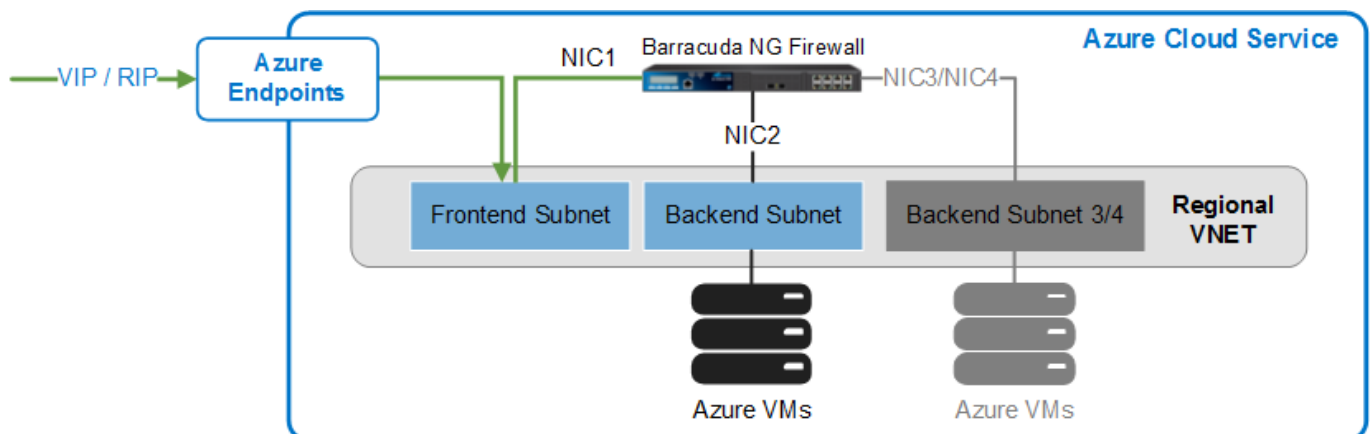 Azure Cloud Service
Barracuda NG Firewall
VIP / RIP
Azure
Endpoints
NIC1
NIC3/NIC4
NIC2
Frontend Subnet
Backend Subnet
Backend Subnet 3/4
Regional
VNET
Azure VMs
Azure VMs